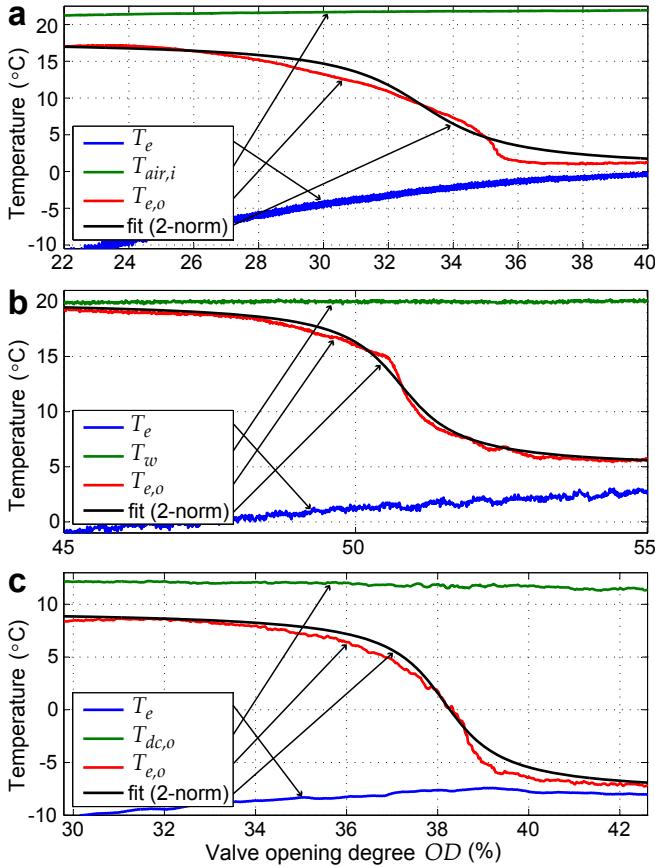 a
Temperature (°C)
20
15
10
5
0
-5
-10
T_e
T_air,i
T_e,o
fit (2-norm)
22 24 26 28 30 32 34 36 38 40
b
Temperature (°C)
20
15
10
5
0
T_e
T_w
T_e,o
fit (2-norm)
45 50 55
c
Temperature (°C)
10
5
0
-5
-10
T_e
T_dc,o
T_e,o
fit (2-norm)
30 32 34 36 38 40 42
Valve opening degree OD (%)